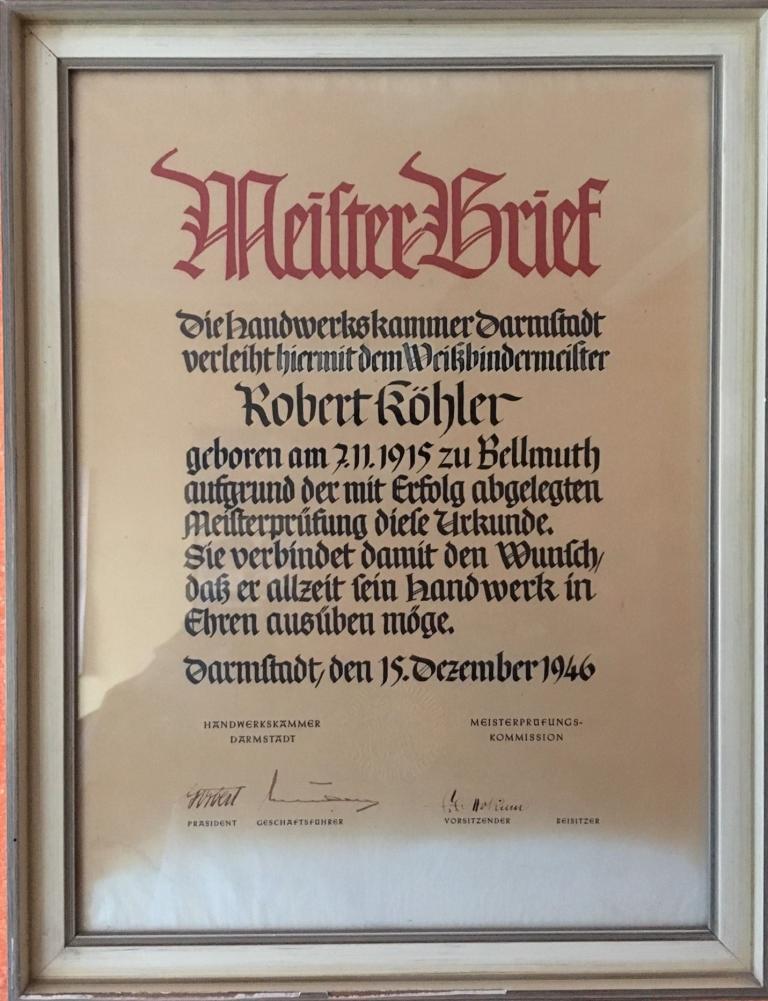 Meister Brief
Die Handwerkskammer Darmstadt
verleiht hiermit dem Weißbindermeister
Robert Köhler
geboren am 7.11.1915 zu Bellmuth
aufgrund der mit Erfolg abgelegten
Meisterprüfung diese Urkunde.
Sie verbindet damit den Wunsch,
daß er allzeit sein Handwerk in
Ehren ausüben möge.
Darmstadt, den 15. Dezember 1946
HANDWERKSKAMMER
DARMSTADT
MEISTERPRÜFUNGS-
KOMMISSION
PRÄSIDENT GESCHÄFTSFÜHRER VORSITZENDER BEISITZER